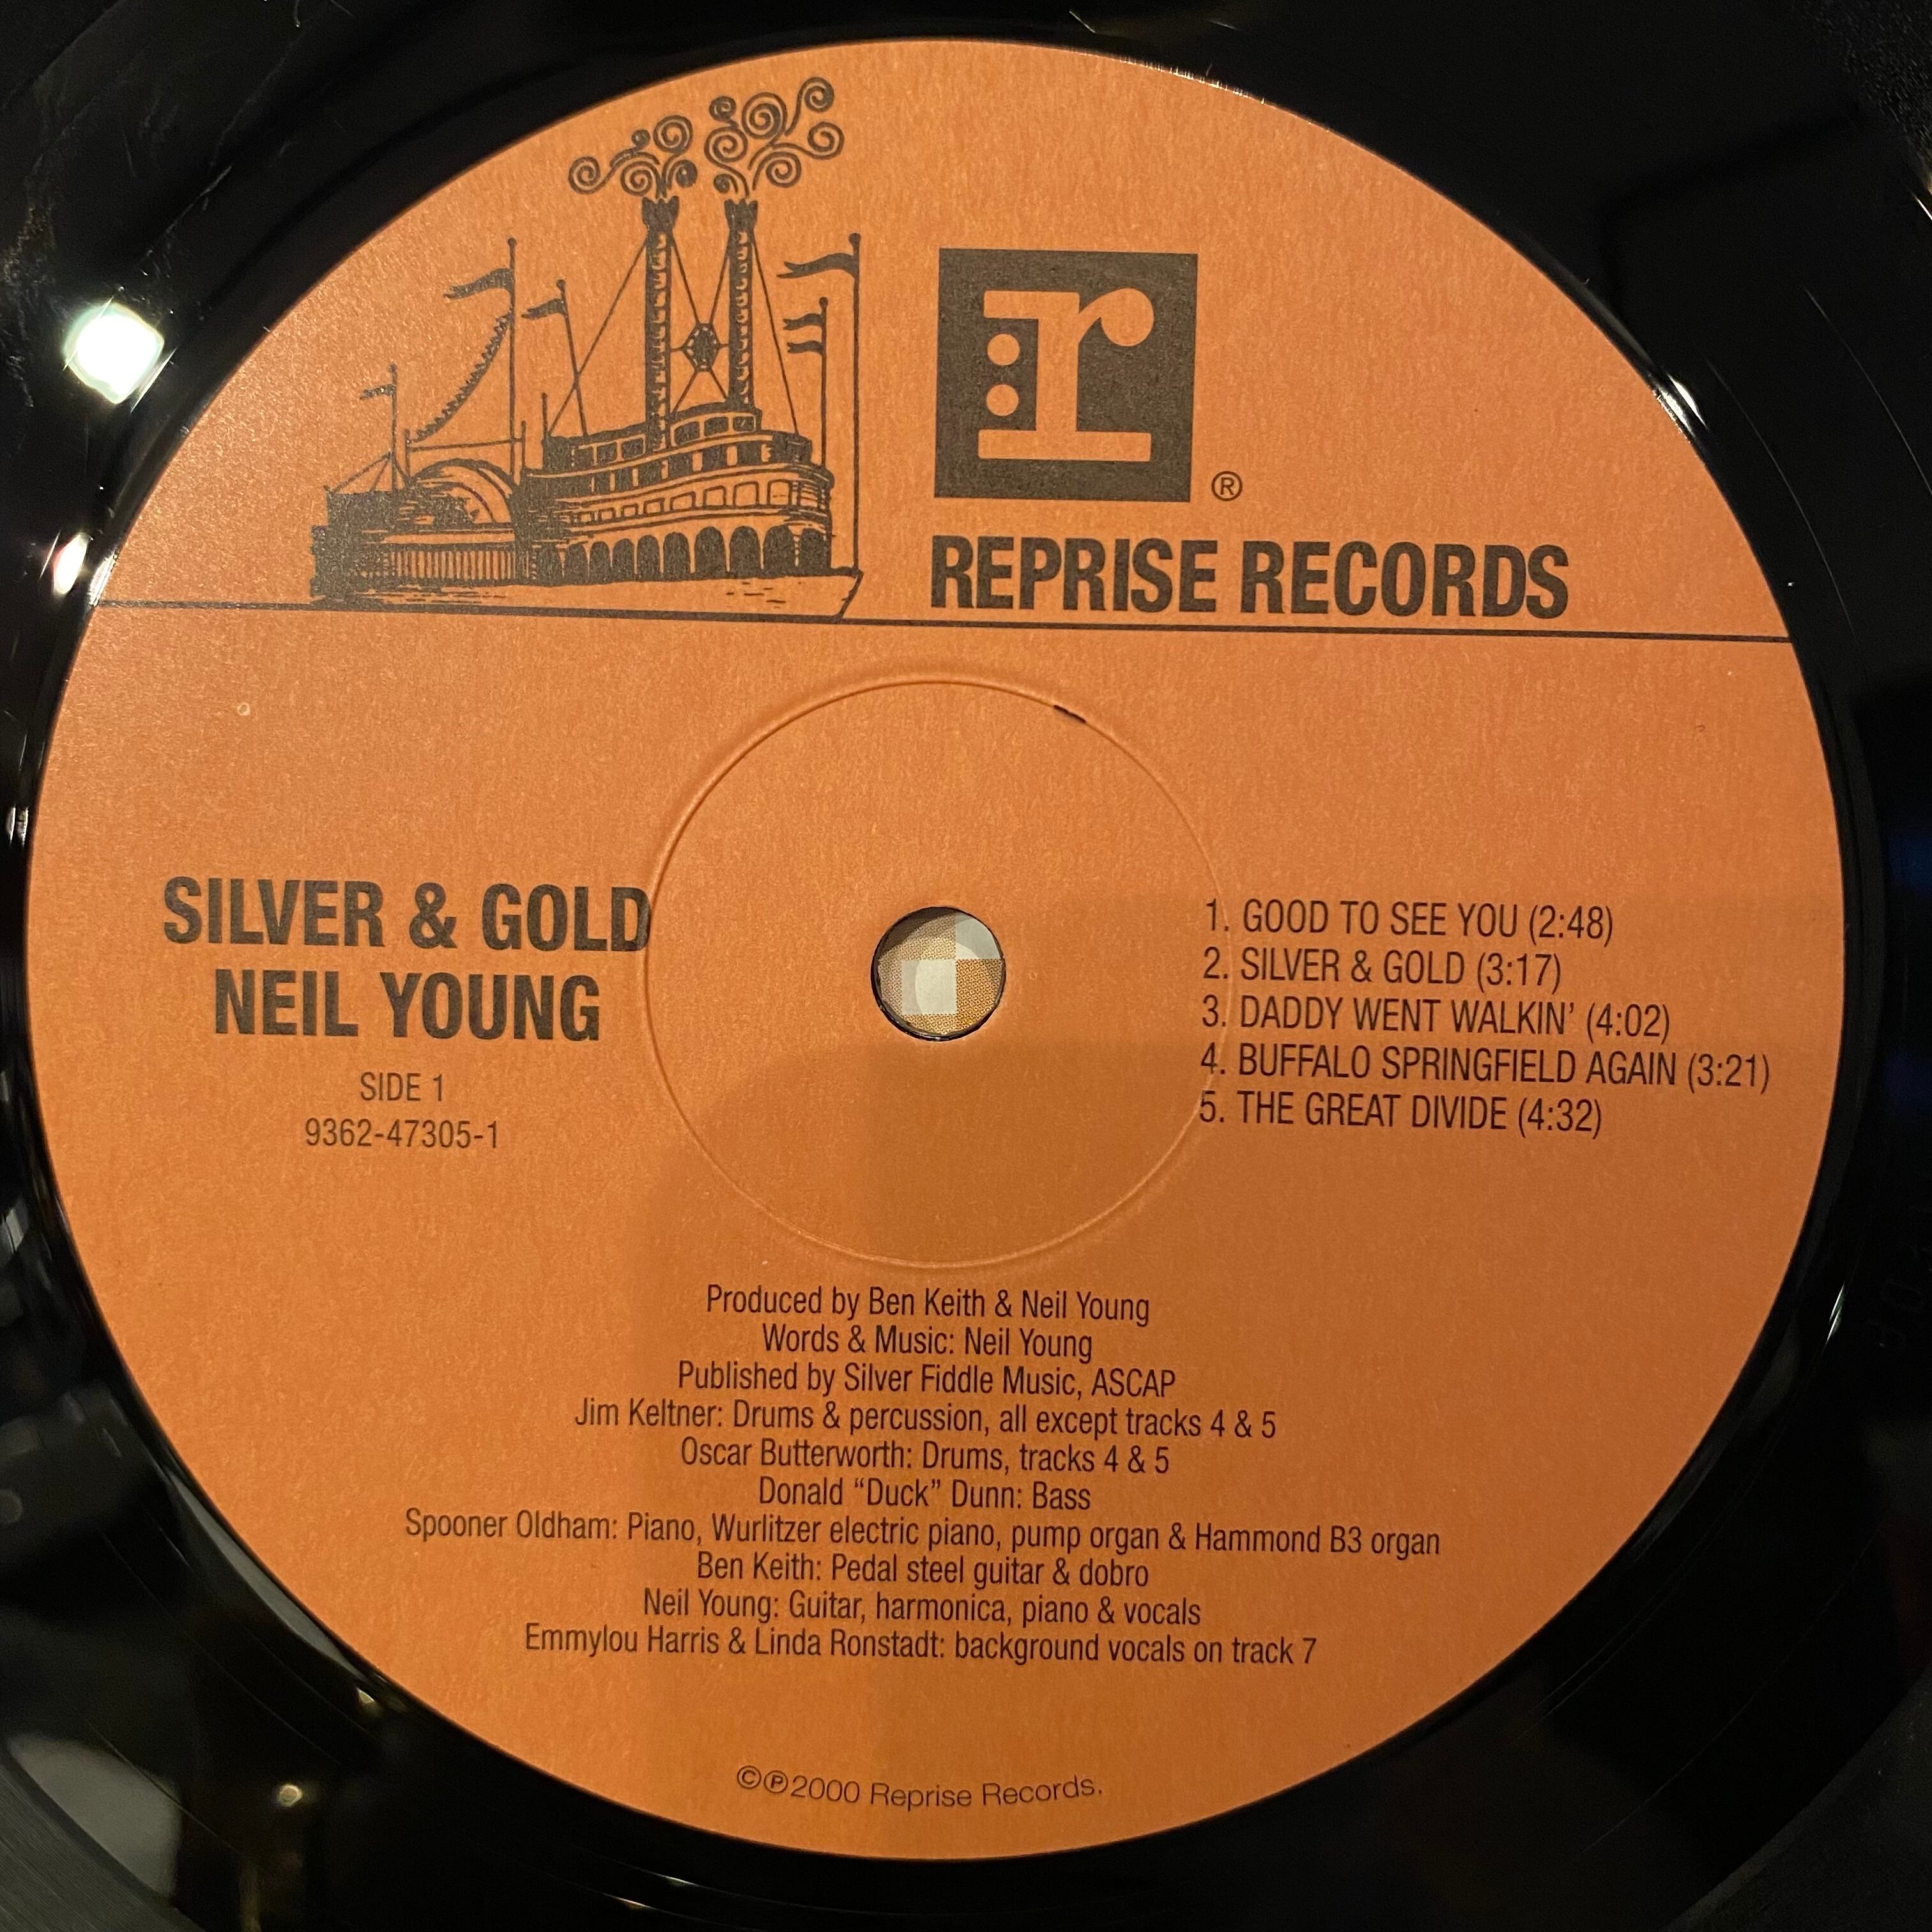 r
®
REPRISE RECORDS
SILVER & GOLD
NEIL YOUNG
SIDE 1
9362-47305-1
1. GOOD TO SEE YOU (2:48)
2. SILVER & GOLD (3:17)
3. DADDY WENT WALKIN’ (4:02)
4. BUFFALO SPRINGFIELD AGAIN (3:21)
5. THE GREAT DIVIDE (4:32)
Produced by Ben Keith & Neil Young
Words & Music: Neil Young
Published by Silver Fiddle Music, ASCAP
Jim Keltner: Drums & percussion, all except tracks 4 & 5
Oscar Butterworth: Drums, tracks 4 & 5
Donald “Duck” Dunn: Bass
Spooner Oldham: Piano, Wurlitzer electric piano, pump organ & Hammond B3 organ
Ben Keith: Pedal steel guitar & dobro
Neil Young: Guitar, harmonica, piano & vocals
Emmylou Harris & Linda Ronstadt: background vocals on track 7
©℗2000 Reprise Records.